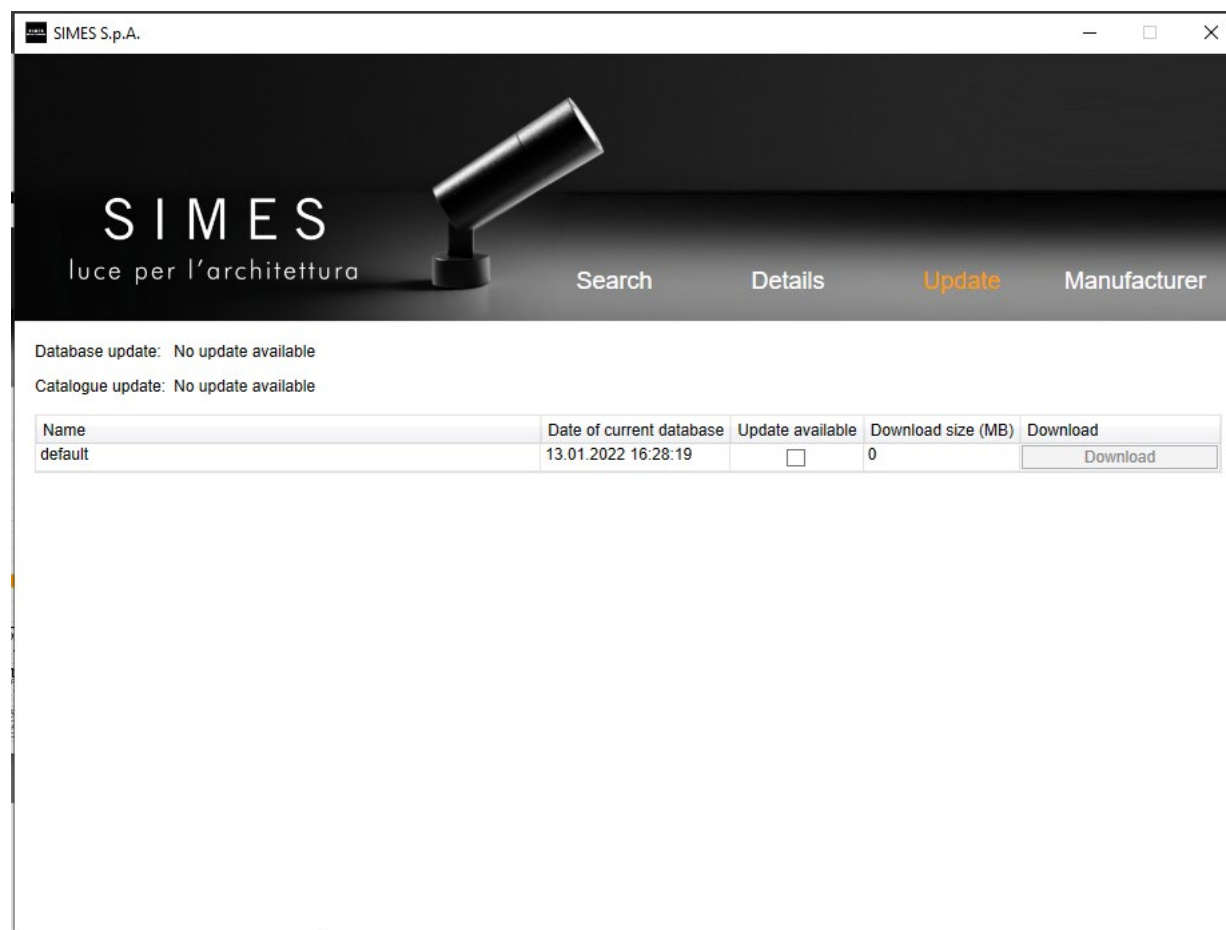 SIMES S.p.A.
SIMES
luce per l'architettura
Search Details Update Manufacturer
Database update: No update available
Catalogue update: No update available
Name Date of current database Update available Download size (MB) Download
default 13.01.2022 16:28:19 0 Download